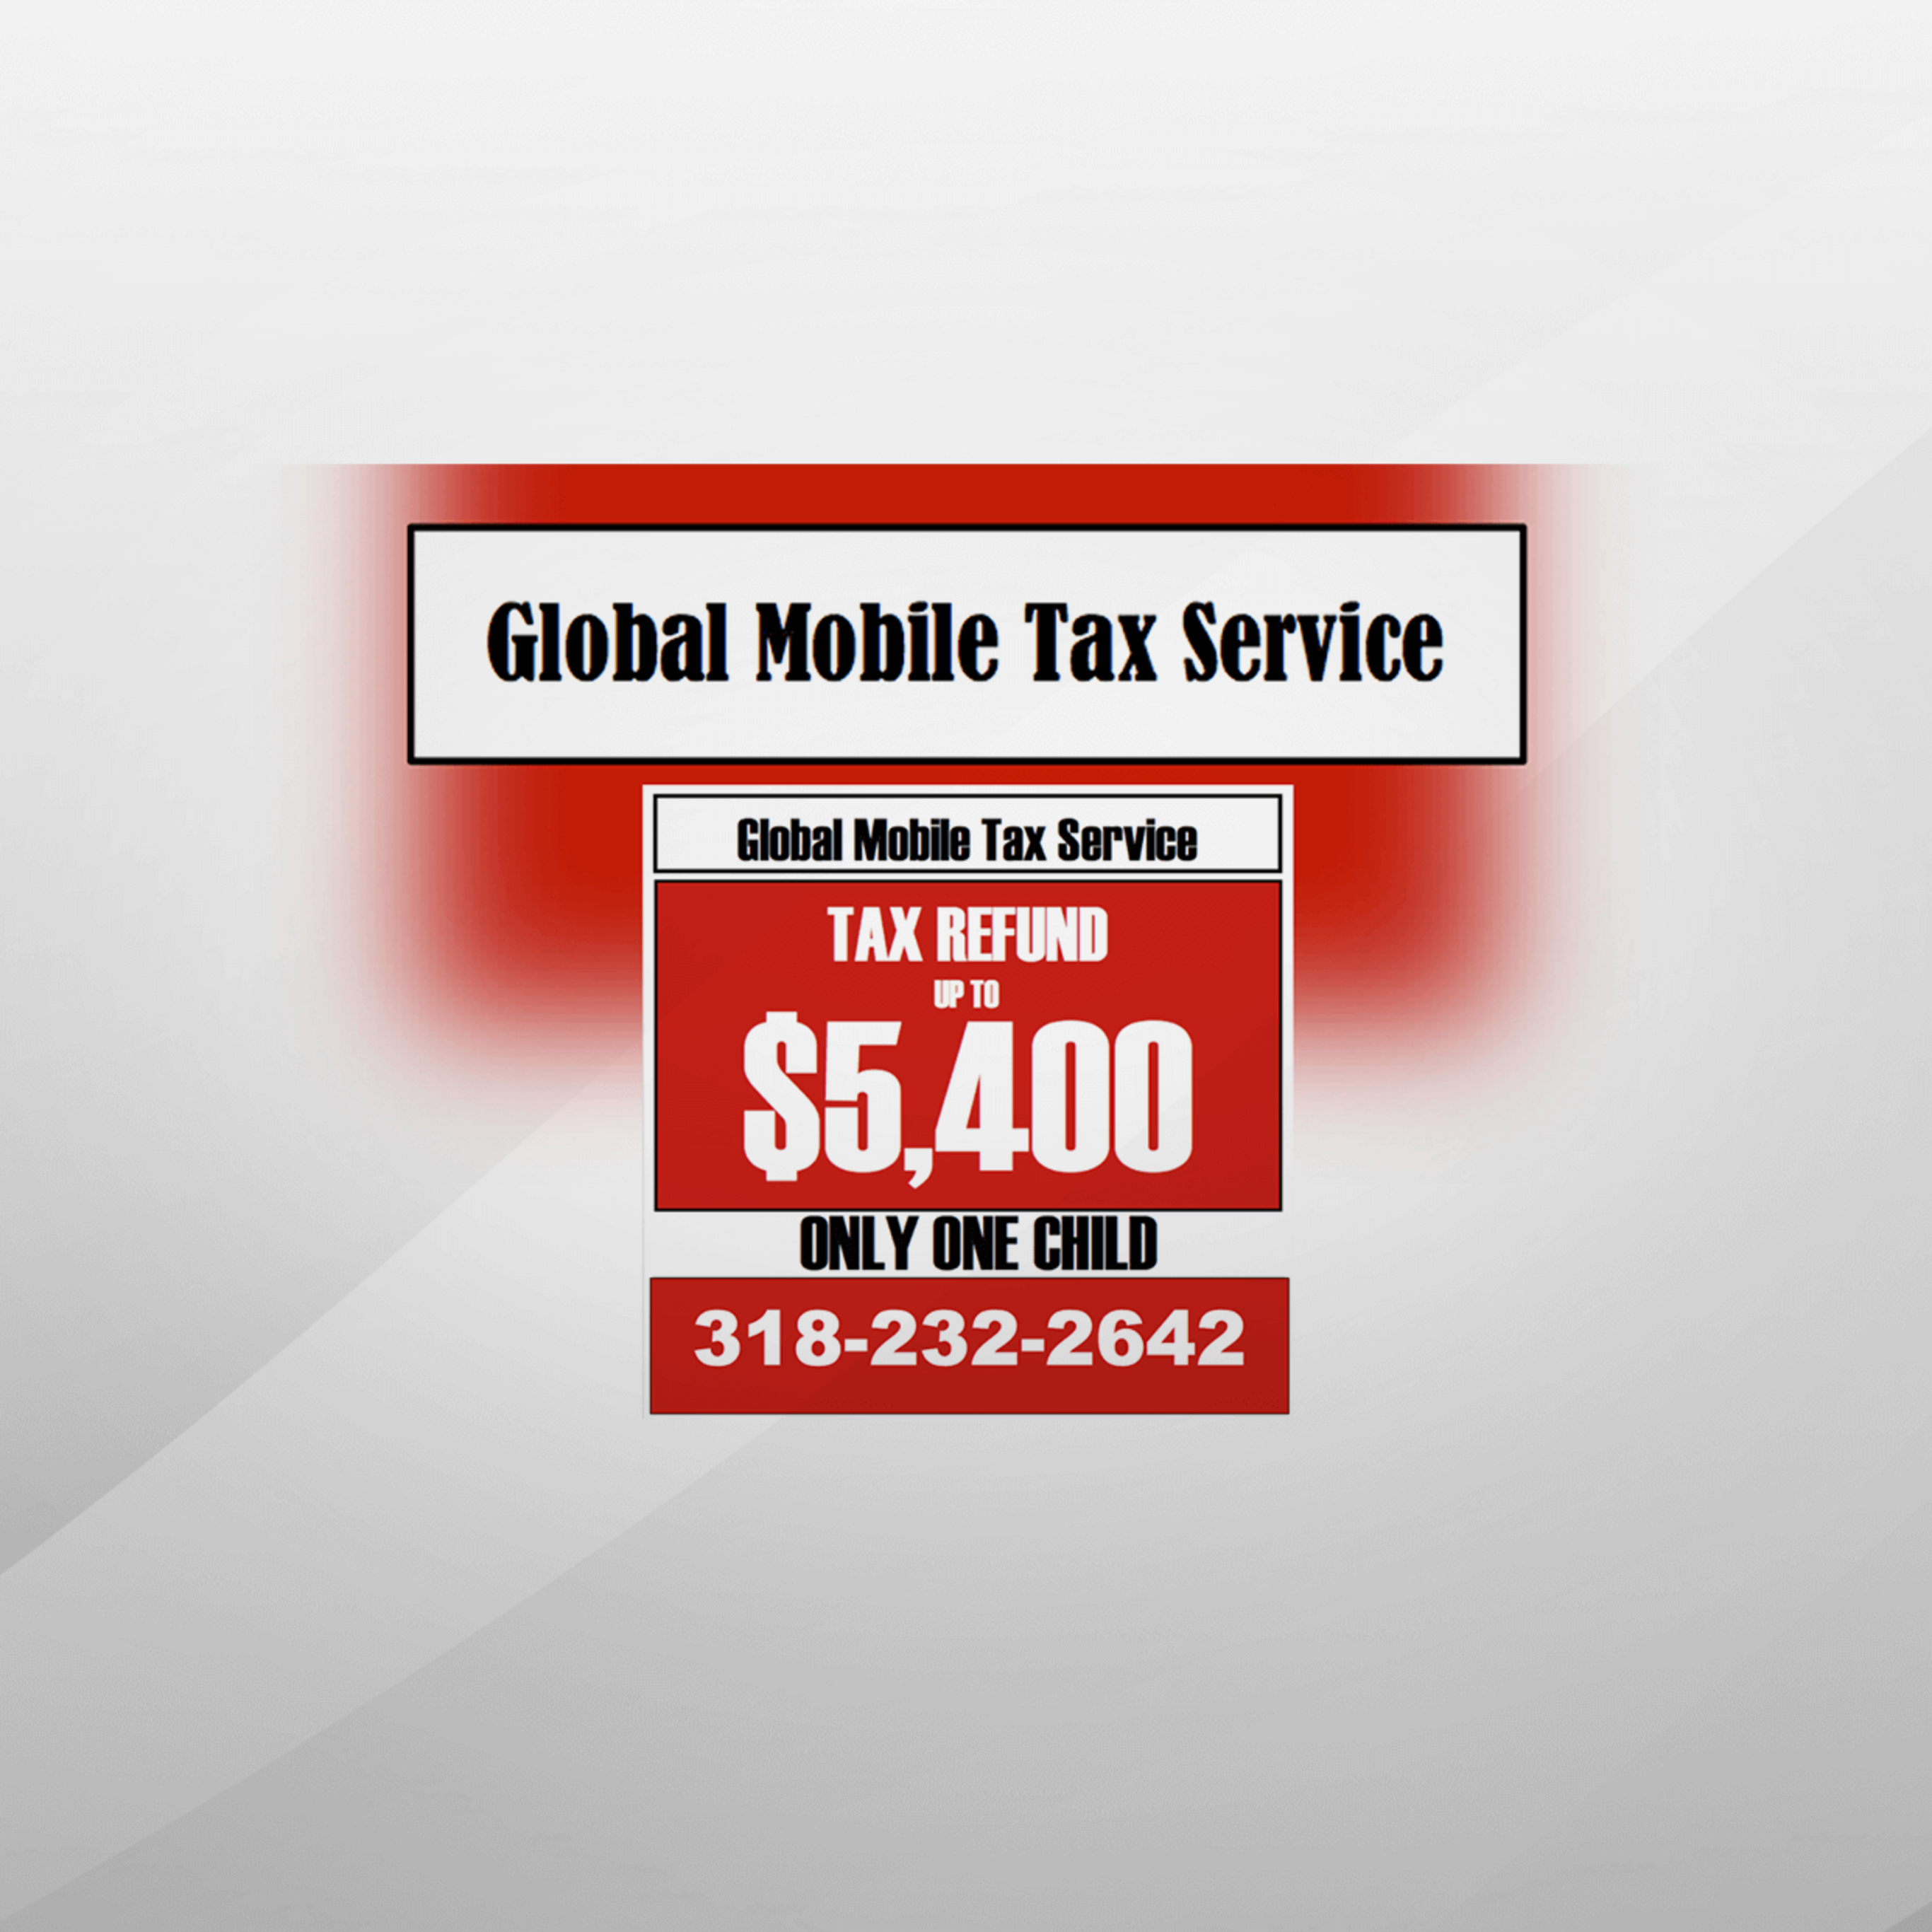 Global Mobile Tax Service
Global Mobile Tax Service
TAX REFUND
UP TO
$5,400
ONLY ONE CHILD
318-232-2642